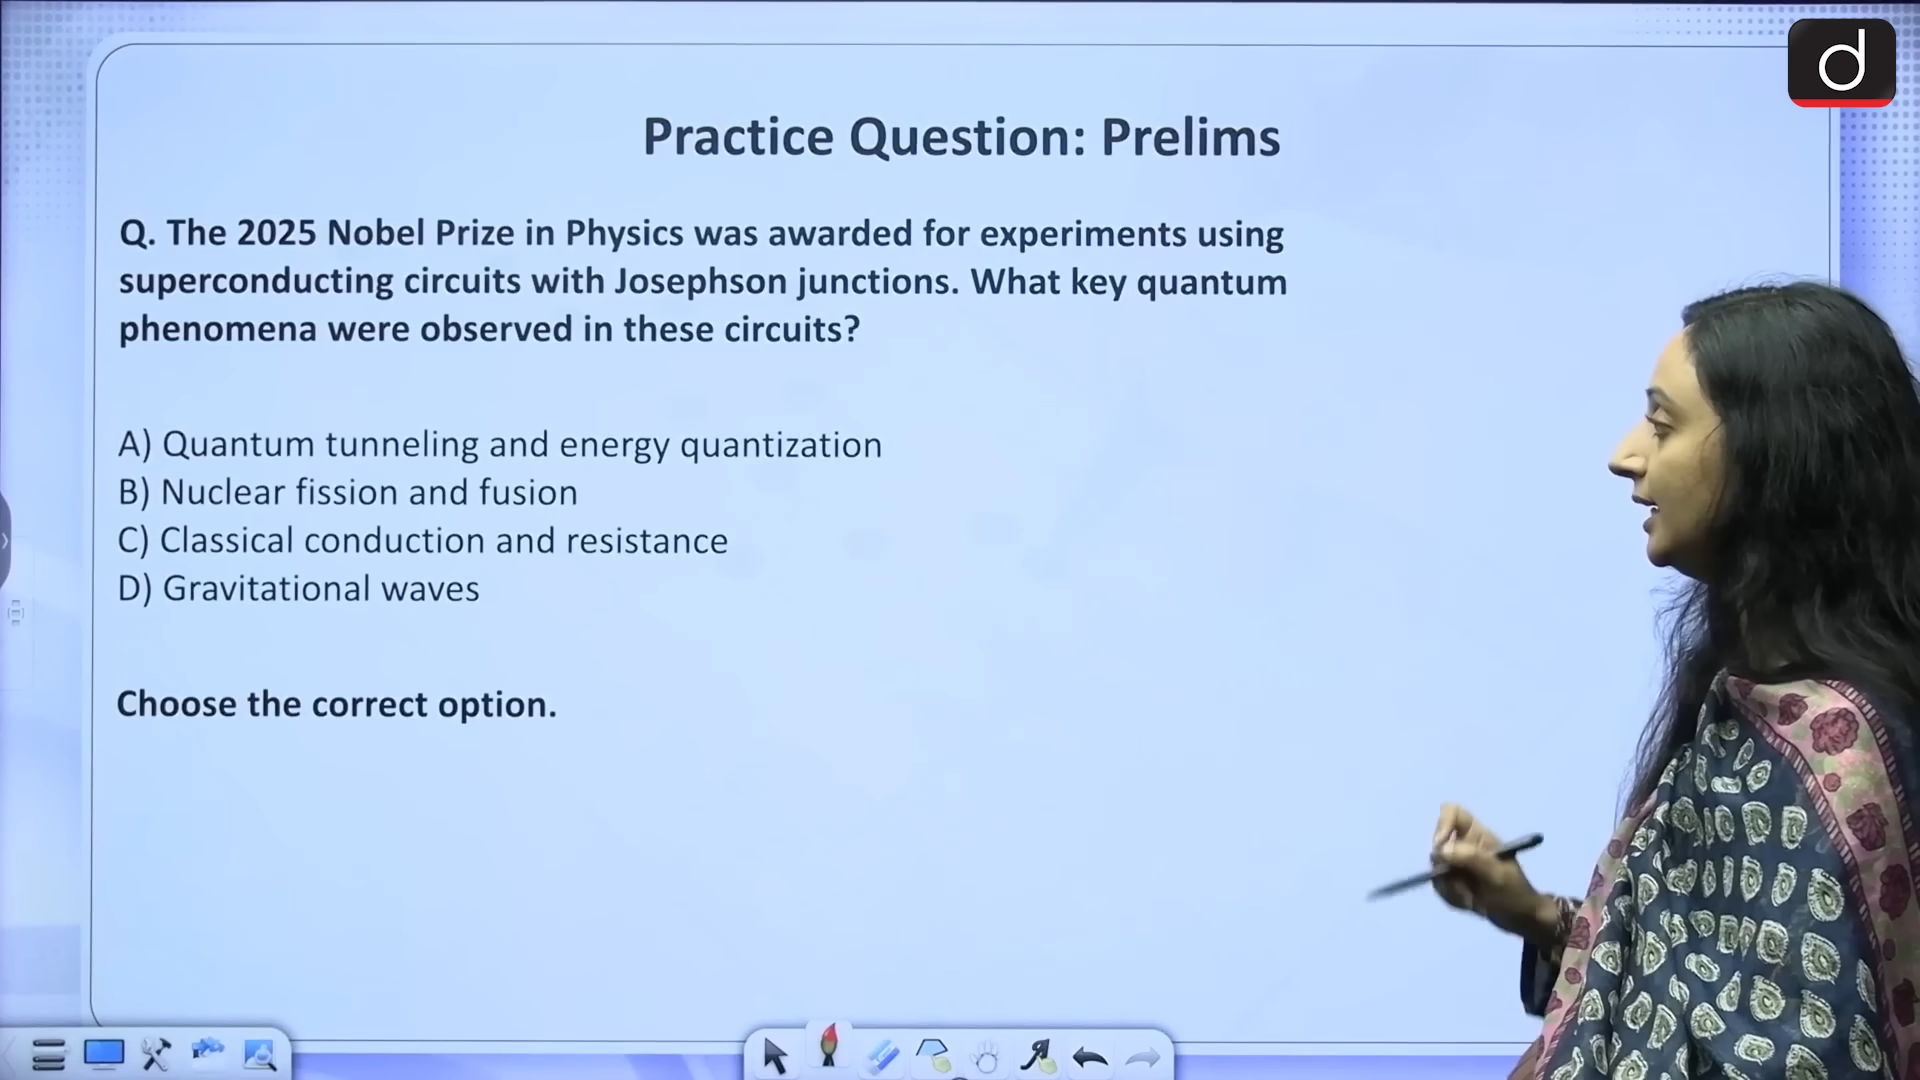 d
Practice Question: Prelims
Q. The 2025 Nobel Prize in Physics was awarded for experiments using
superconducting circuits with Josephson junctions. What key quantum
phenomena were observed in these circuits?
A) Quantum tunneling and energy quantization
B) Nuclear fission and fusion
C) Classical conduction and resistance
D) Gravitational waves
Choose the correct option.